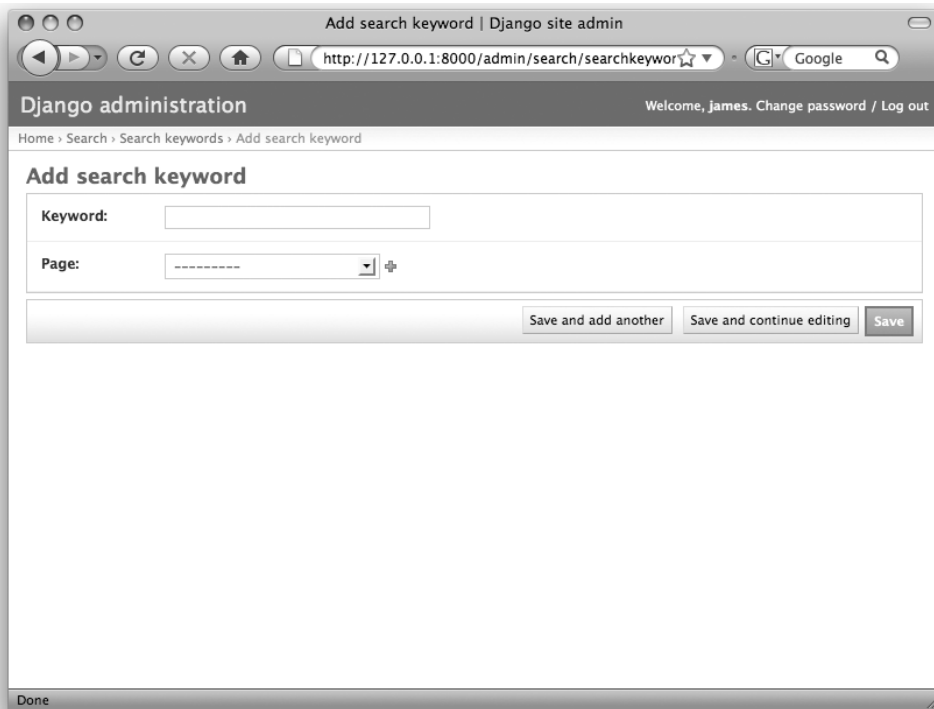 Add search keyword | Django site admin
http://127.0.0.1:8000/admin/search/searchkeywor
G
Google
Django administration
Welcome, james. Change password / Log out
Home › Search › Search keywords › Add search keyword
Add search keyword
Keyword:
Page:
---------
Save and add another
Save and continue editing
Save
Done